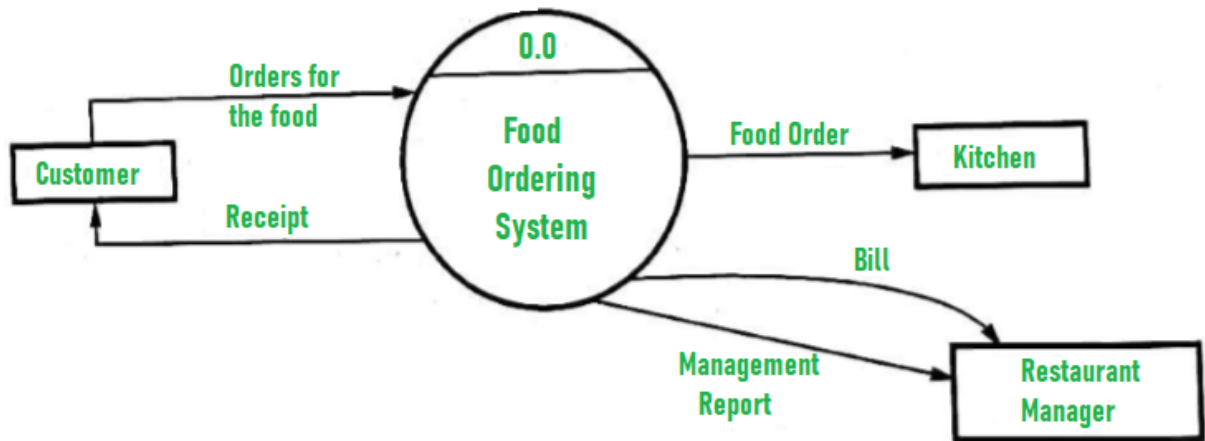 0.0
Orders for
the food
Food
Ordering
System
Food Order
Kitchen
Customer
Receipt
Bill
Management
Report
Restaurant
Manager